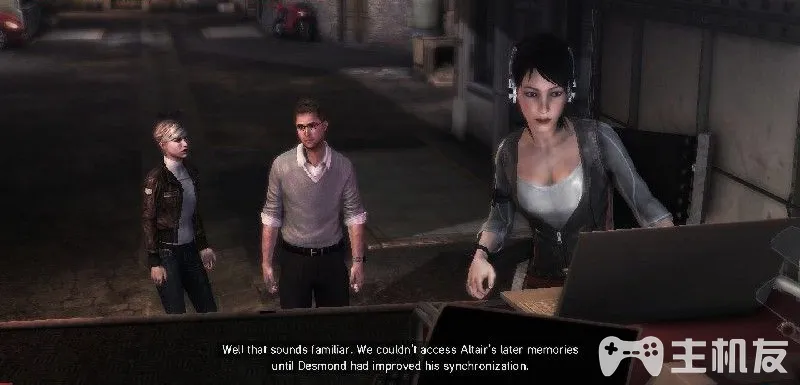 Well that sounds familiar. We couldn't access Altair's later memories
until Desmond had improved his synchronization.
主机友